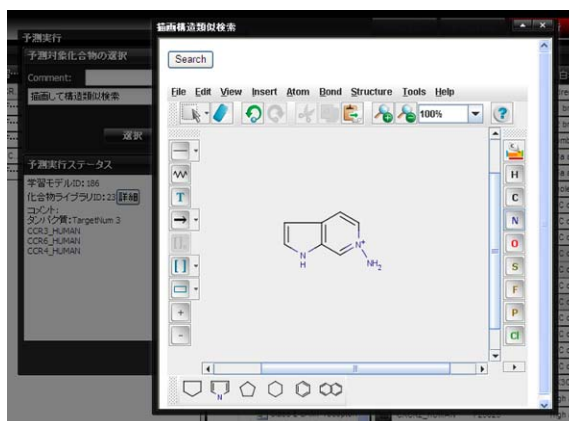 予測実行
予測対象化合物の選択
Comment:
描画して構造類似検索
選択
予測実行ステータス
学習モデルID: 186
化合物ライブラリID: 23 詳細
コメント:
タンパク質:TargetNum 3
CCR3_HUMAN
CCR6_HUMAN
CCR4_HUMAN
描画構造類似検索
Search
File Edit View Insert Atom Bond Structure Tools Help
100%
T
H
C
N
O
S
F
P
Cl
N+
NH2
N
H
N